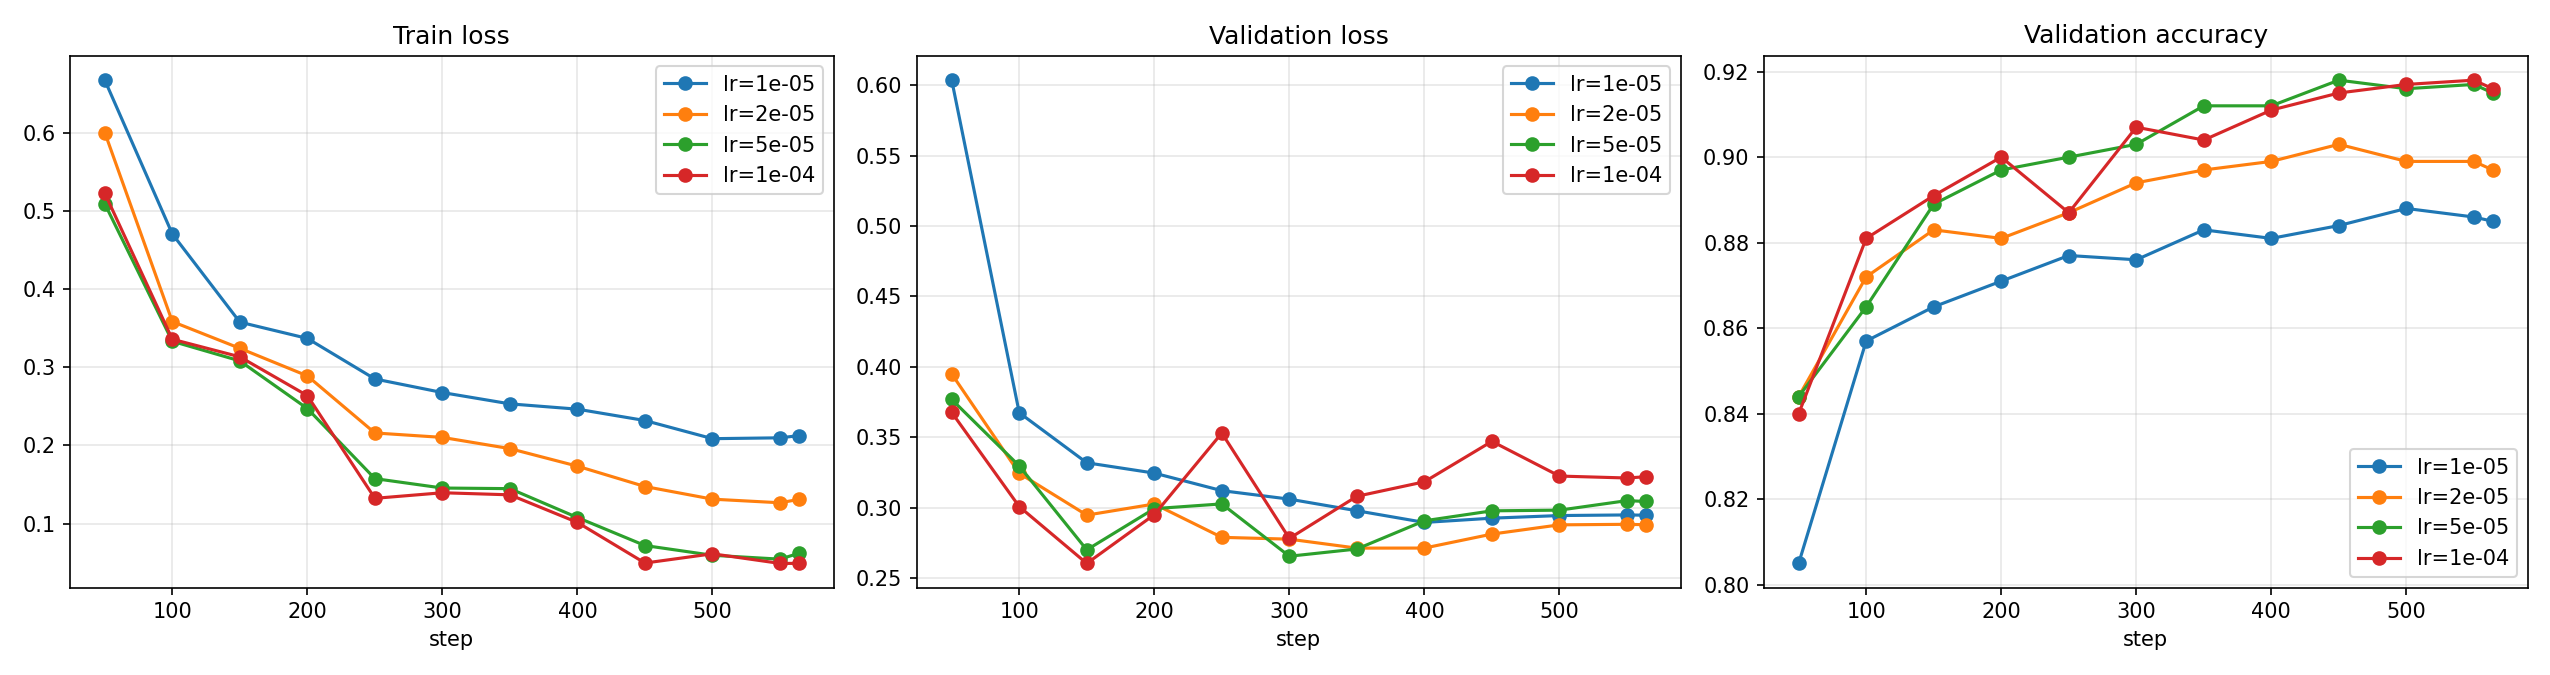 Train loss
0.6
0.5
0.4
0.3
0.2
0.1
100 200 300 400 500
step
lr=1e-05
lr=2e-05
lr=5e-05
lr=1e-04
Validation loss
0.60
0.55
0.50
0.45
0.40
0.35
0.30
0.25
100 200 300 400 500
step
lr=1e-05
lr=2e-05
lr=5e-05
lr=1e-04
Validation accuracy
0.92
0.90
0.88
0.86
0.84
0.82
0.80
100 200 300 400 500
step
lr=1e-05
lr=2e-05
lr=5e-05
lr=1e-04